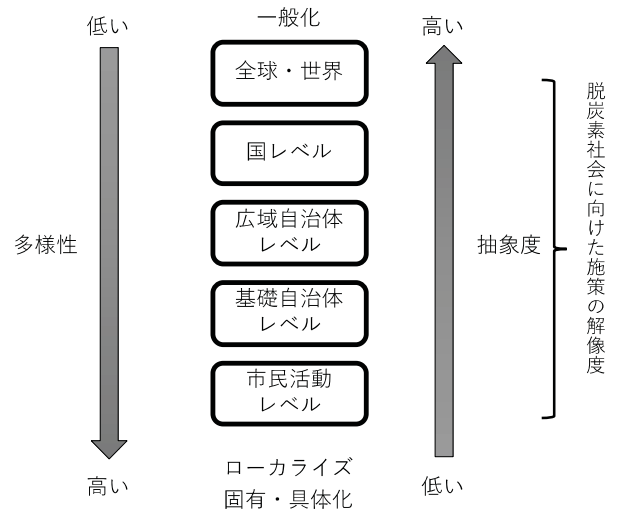 一般化
低い
高い
全球・世界
国レベル
広域自治体
レベル
基礎自治体
レベル
市民活動
レベル
多様性
抽象度
脱炭素社会に向けた施策の解像度
ローカライズ
固有・具体化
高い
低い